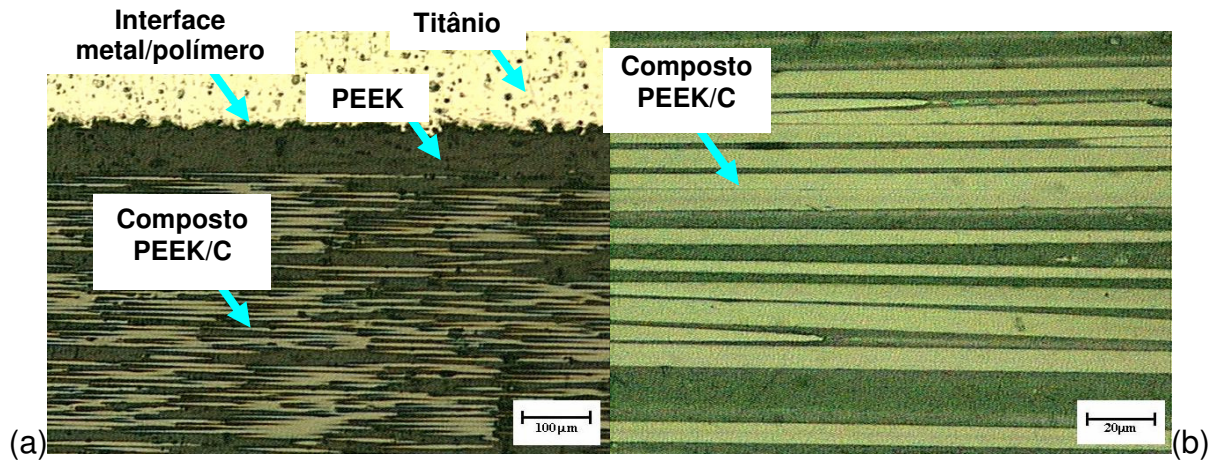 Interface
metal/polímero
Titânio
PEEK
Composto
PEEK/C
100µm
(a)
Composto
PEEK/C
20µm
(b)